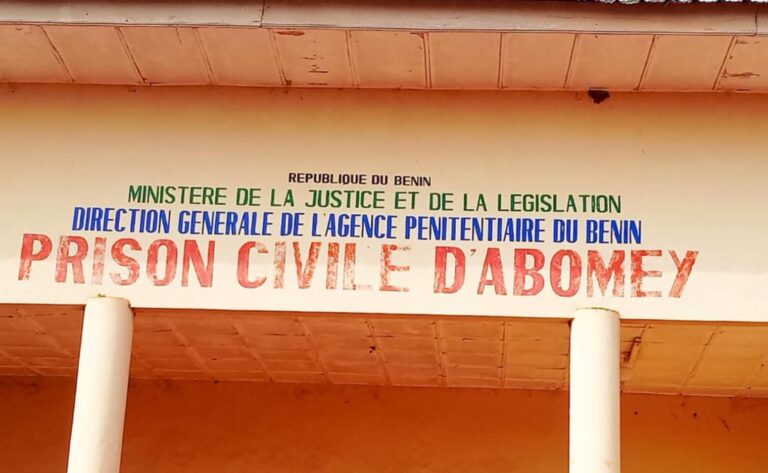 REPUBLIQUE DU BENIN
MINISTERE DE LA JUSTICE ET DE LA LEGISLATION
DIRECTION GENERALE DE L'AGENCE PENITENTIAIRE DU BENIN
PRISON CIVILE D'ABOMEY